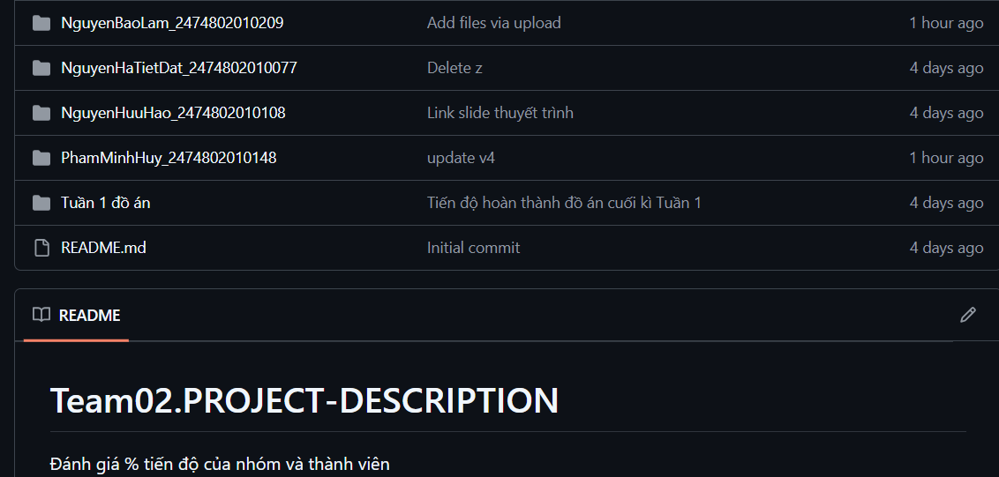 NguyenBaoLam_2474802010209 Add files via upload 1 hour ago
NguyenHaTietDat_2474802010077 Delete z 4 days ago
NguyenHuuHao_2474802010108 Link slide thuyết trình 4 days ago
PhamMinhHuy_2474802010148 update v4 1 hour ago
Tuần 1 đồ án Tiến độ hoàn thành đồ án cuối kì Tuần 1 4 days ago
README.md Initial commit 4 days ago
README
Team02.PROJECT-DESCRIPTION
Đánh giá % tiến độ của nhóm và thành viên